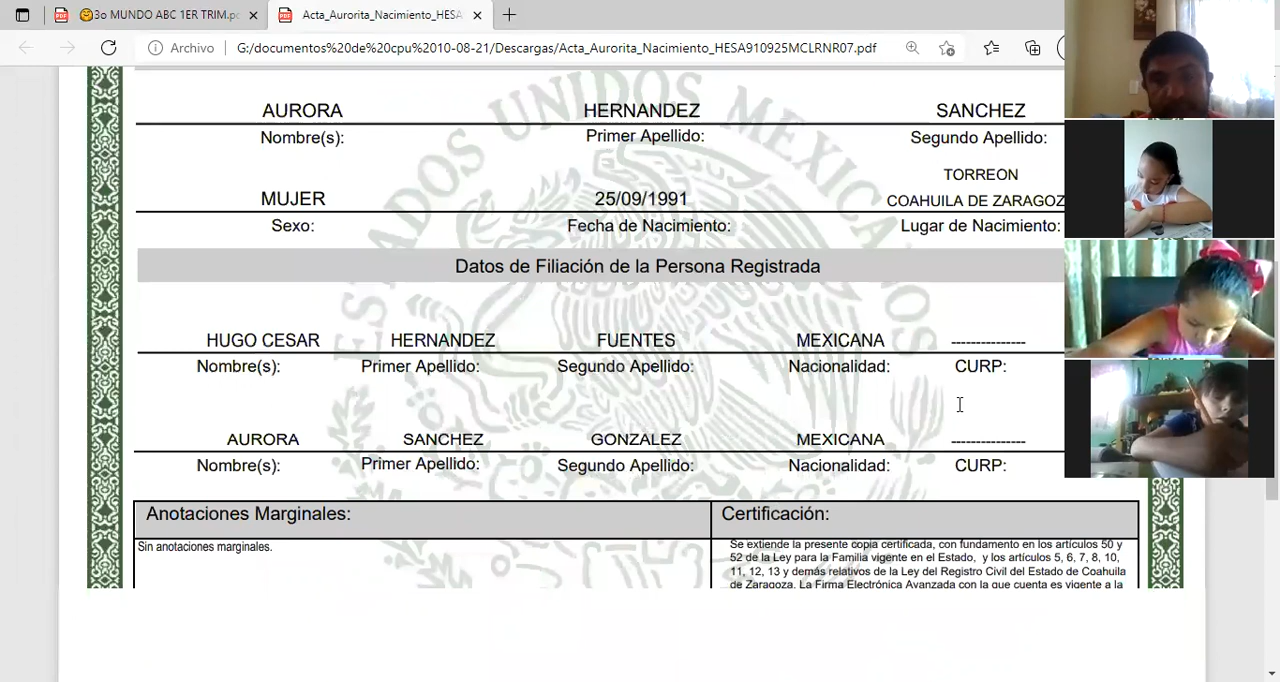 3o MUNDO ABC 1ER TRIM.p
Acta_Aurorita_Nacimiento_HESA
Archivo
G:/documentos%20de%20cpu%2010-08-21/Descargas/Acta_Aurorita_Nacimiento_HESA910925MCLRNR07.pdf
ESTADOS UNIDOS MEXICANOS
AURORA HERNANDEZ SANCHEZ
Nombre(s): Primer Apellido: Segundo Apellido:
TORREON
MUJER 25/09/1991 COAHUILA DE ZARAGOZ
Sexo: Fecha de Nacimiento: Lugar de Nacimiento:
Datos de Filiación de la Persona Registrada
HUGO CESAR HERNANDEZ FUENTES MEXICANA ---------------
Nombre(s): Primer Apellido: Segundo Apellido: Nacionalidad: CURP:
AURORA SANCHEZ GONZALEZ MEXICANA ---------------
Nombre(s): Primer Apellido: Segundo Apellido: Nacionalidad: CURP:
Anotaciones Marginales: Certificación:
Sin anotaciones marginales.
Se extiende la presente copia certificada, con fundamento en los artículos 50 y
52 de la Ley para la Familia vigente en el Estado, y los artículos 5, 6, 7, 8, 10,
11, 12, 13 y demás relativos de la Ley del Registro Civil del Estado de Coahuila
de Zaragoza. La Firma Electrónica Avanzada con la que cuenta es vigente a la